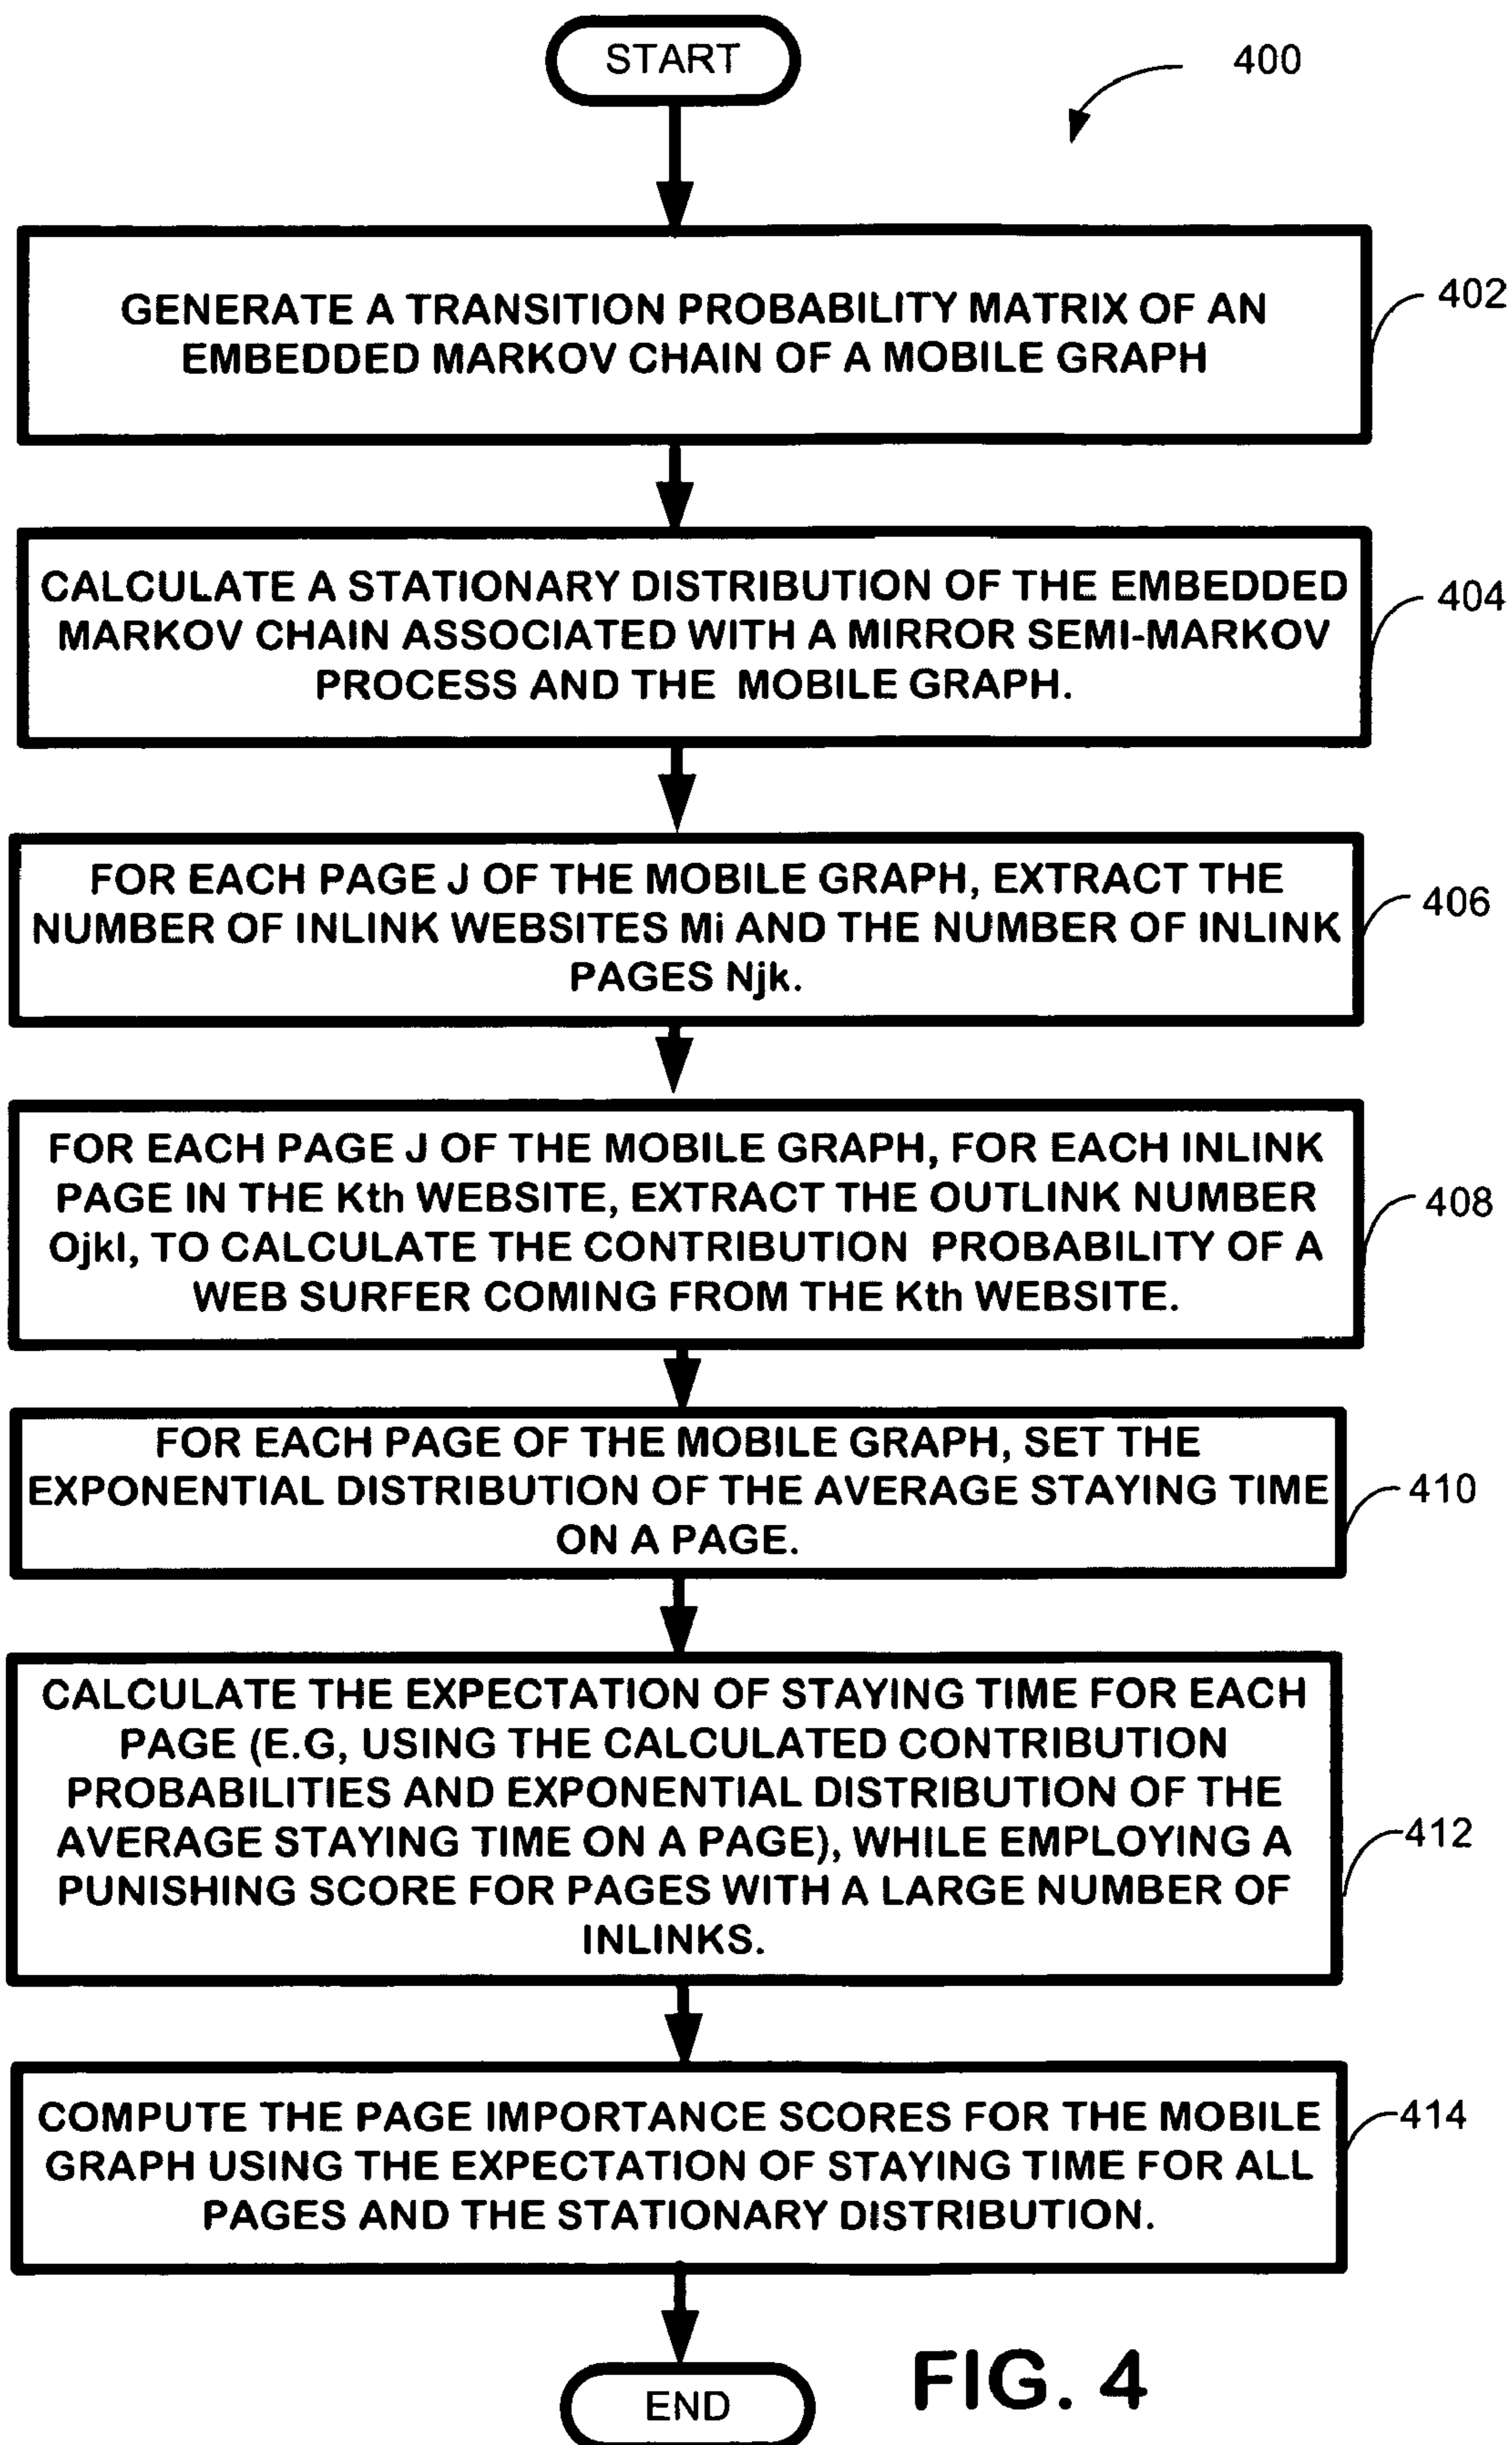 START
400
GENERATE A TRANSITION PROBABILITY MATRIX OF AN
EMBEDDED MARKOV CHAIN OF A MOBILE GRAPH
402
CALCULATE A STATIONARY DISTRIBUTION OF THE EMBEDDED
MARKOV CHAIN ASSOCIATED WITH A MIRROR SEMI-MARKOV
PROCESS AND THE MOBILE GRAPH.
404
FOR EACH PAGE J OF THE MOBILE GRAPH, EXTRACT THE
NUMBER OF INLINK WEBSITES Mi AND THE NUMBER OF INLINK
PAGES Njk.
406
FOR EACH PAGE J OF THE MOBILE GRAPH, FOR EACH INLINK
PAGE IN THE Kth WEBSITE, EXTRACT THE OUTLINK NUMBER
Ojkl, TO CALCULATE THE CONTRIBUTION PROBABILITY OF A
WEB SURFER COMING FROM THE Kth WEBSITE.
408
FOR EACH PAGE OF THE MOBILE GRAPH, SET THE
EXPONENTIAL DISTRIBUTION OF THE AVERAGE STAYING TIME
ON A PAGE.
410
CALCULATE THE EXPECTATION OF STAYING TIME FOR EACH
PAGE (E.G, USING THE CALCULATED CONTRIBUTION
PROBABILITIES AND EXPONENTIAL DISTRIBUTION OF THE
AVERAGE STAYING TIME ON A PAGE), WHILE EMPLOYING A
PUNISHING SCORE FOR PAGES WITH A LARGE NUMBER OF
INLINKS.
412
COMPUTE THE PAGE IMPORTANCE SCORES FOR THE MOBILE
GRAPH USING THE EXPECTATION OF STAYING TIME FOR ALL
PAGES AND THE STATIONARY DISTRIBUTION.
414
END
FIG. 4